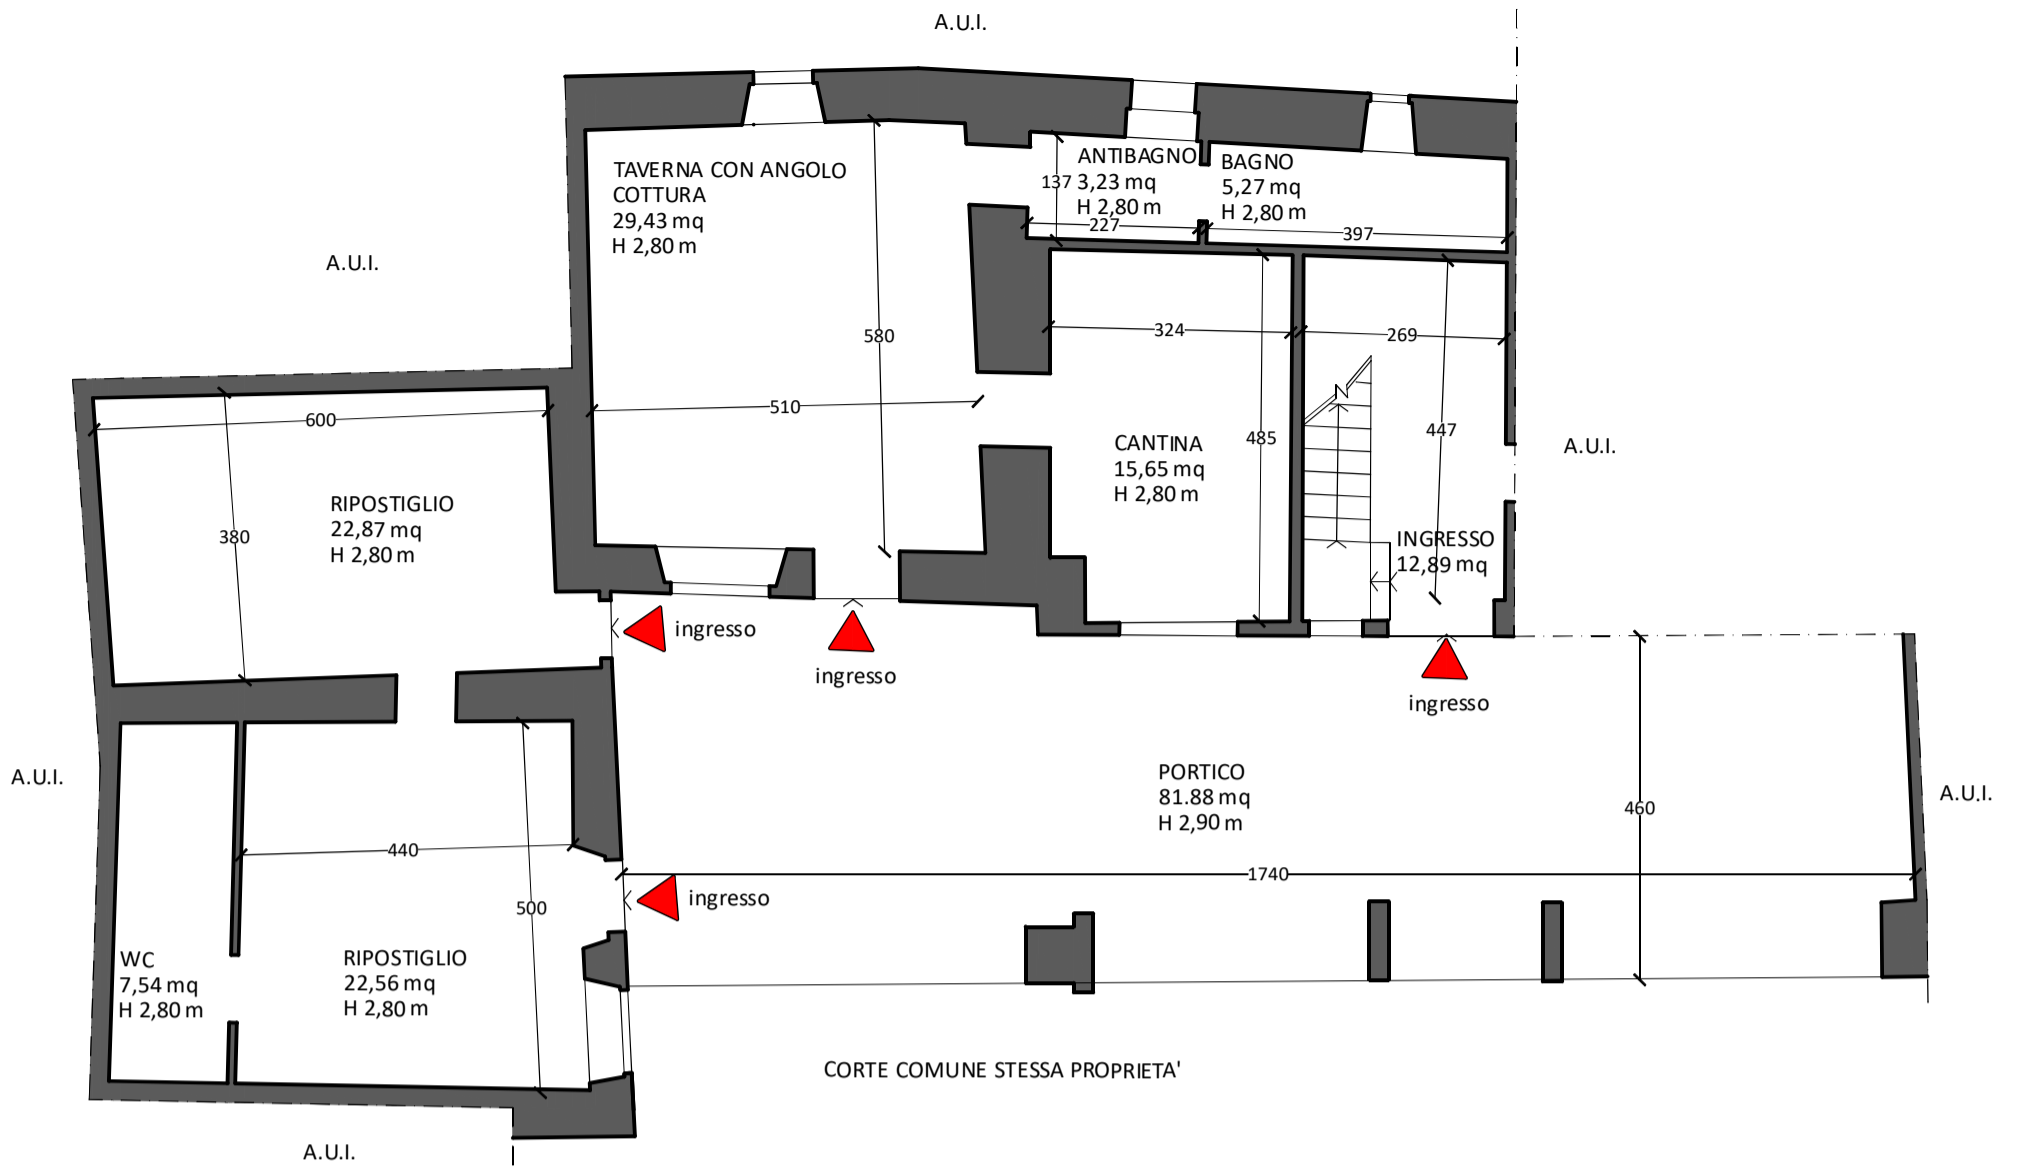 A.U.I.
TAVERNA CON ANGOLO
COTTURA
29,43 mq
H 2,80 m
ANTIBAGNO
3,23 mq
H 2,80 m
137
227
BAGNO
5,27 mq
H 2,80 m
397
A.U.I.
580
510
324
269
485
447
CANTINA
15,65 mq
H 2,80 m
N
INGRESSO
12,89 mq
A.U.I.
600
380
RIPOSTIGLIO
22,87 mq
H 2,80 m
ingresso
ingresso
ingresso
A.U.I.
PORTICO
81.88 mq
H 2,90 m
460
A.U.I.
1740
440
500
ingresso
WC
7,54 mq
H 2,80 m
RIPOSTIGLIO
22,56 mq
H 2,80 m
CORTE COMUNE STESSA PROPRIETA'
A.U.I.